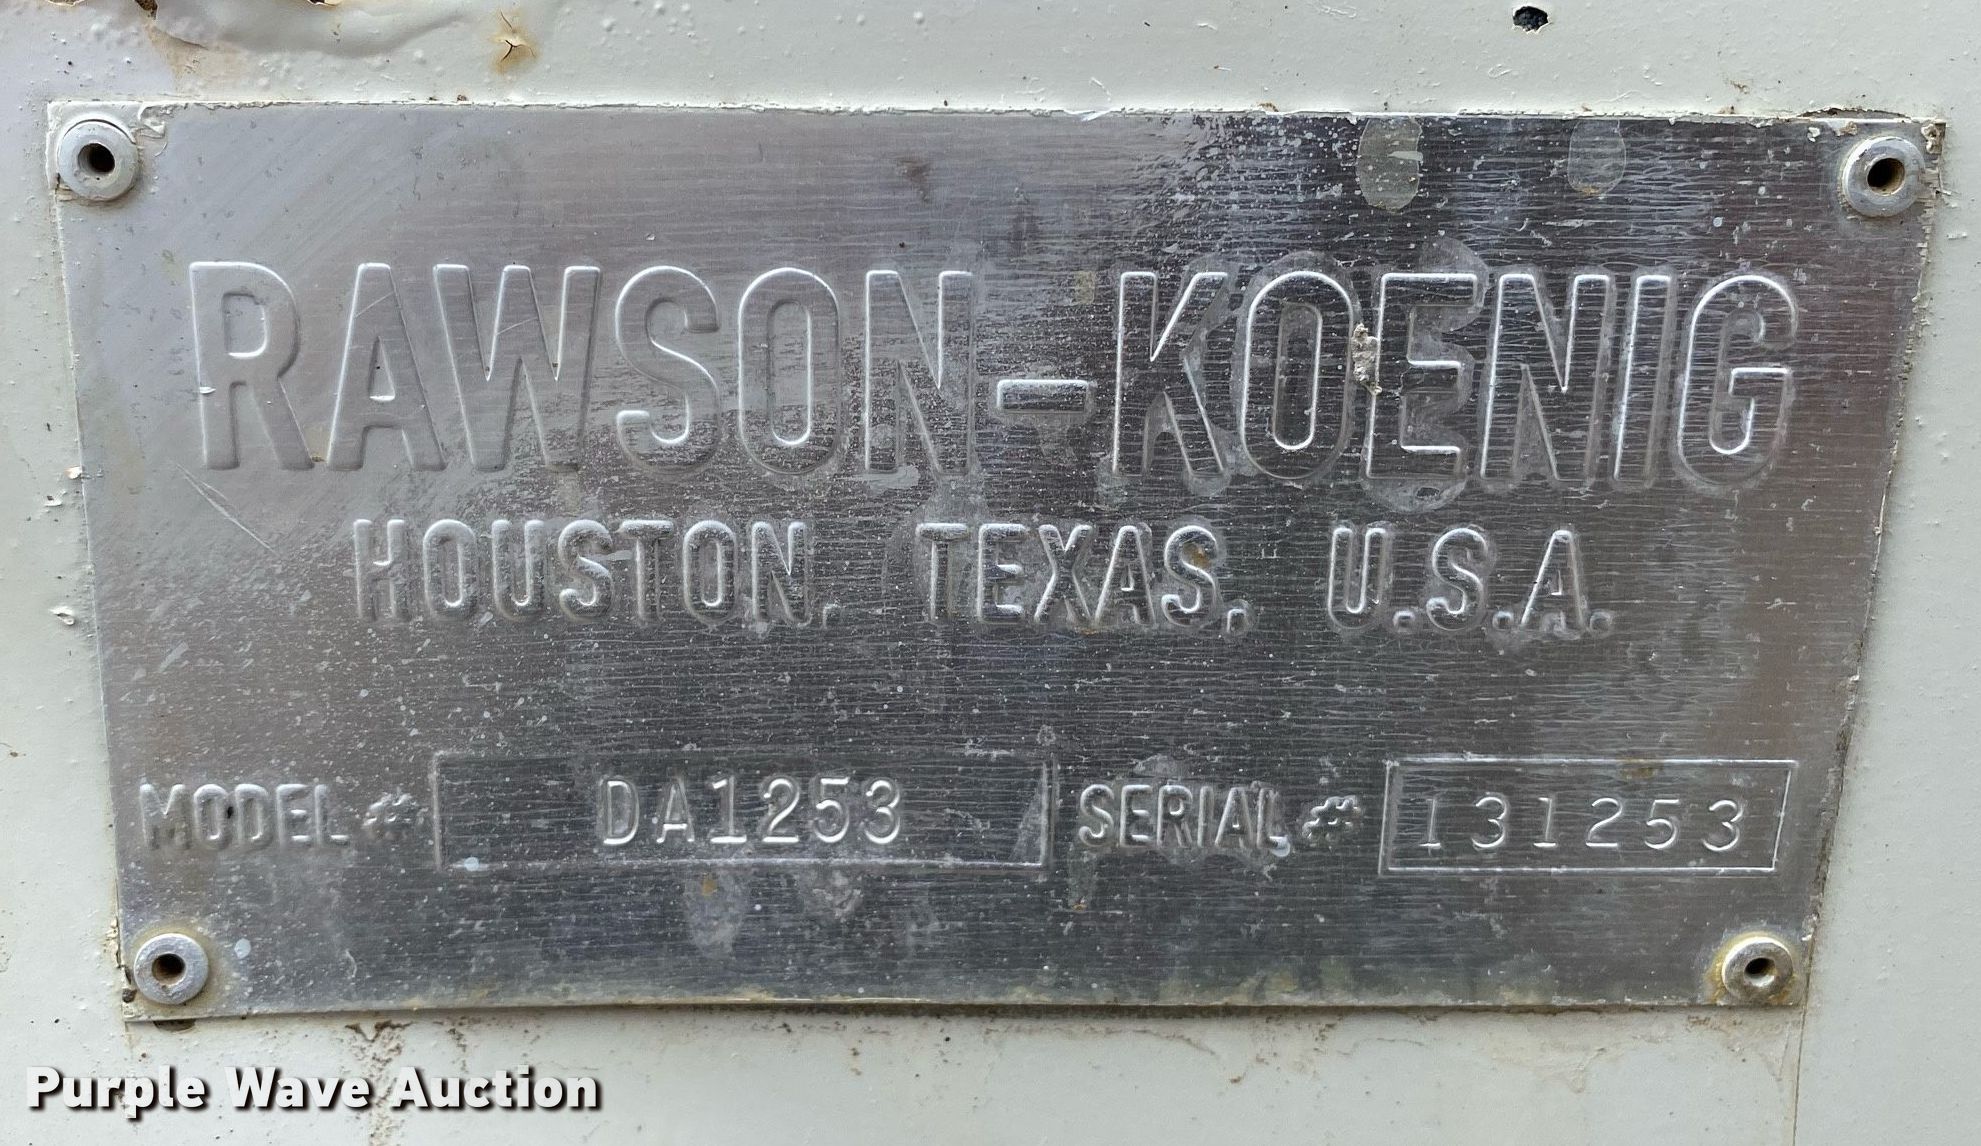 RAWSON-KOENIG
HOUSTON, TEXAS, U.S.A.
MODEL # DA1253 SERIAL # 131253
Purple Wave Auction